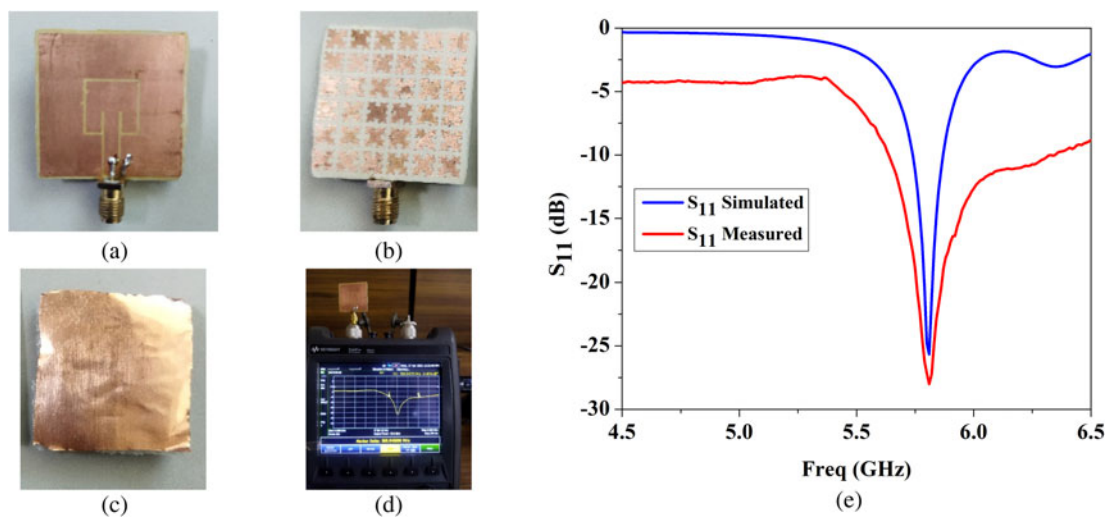 (a)
(b)
(c)
(d)
0
-5
-10
-15
-20
-25
-30
S11 (dB)
S11 Simulated
S11 Measured
4.5 5.0 5.5 6.0 6.5
Freq (GHz)
(e)